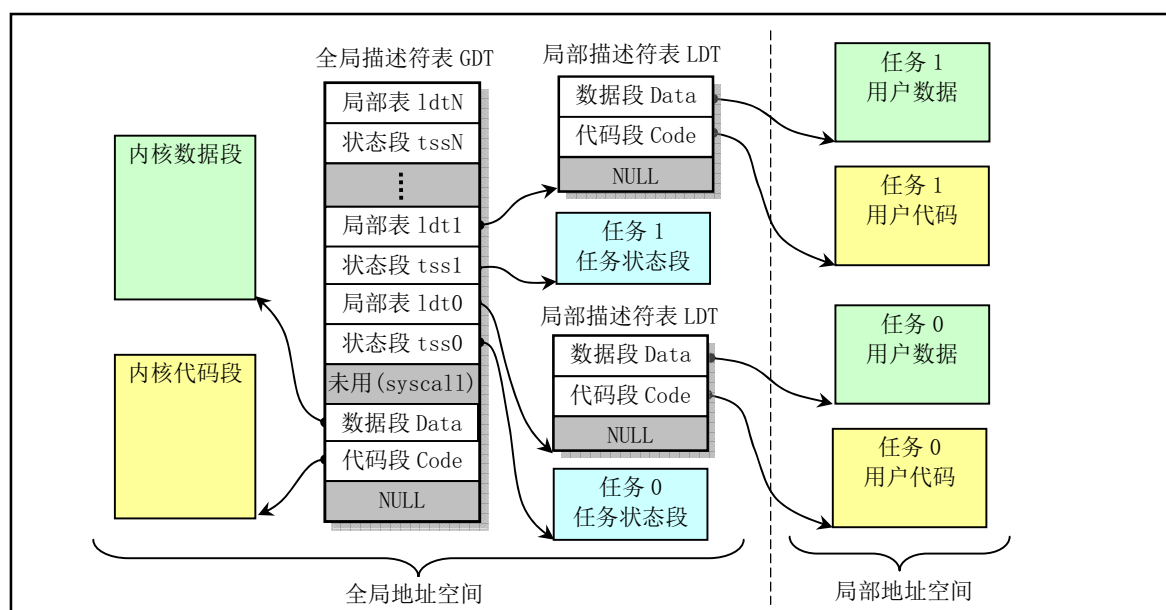 全局描述符表 GDT
局部表 ldtN
状态段 tssN
局部表 ldt1
状态段 tss1
局部表 ldt0
状态段 tss0
未用(syscall)
数据段 Data
代码段 Code
NULL
内核数据段
内核代码段
局部描述符表 LDT
数据段 Data
代码段 Code
NULL
任务 1
任务状态段
局部描述符表 LDT
数据段 Data
代码段 Code
NULL
任务 0
任务状态段
任务 1
用户数据
任务 1
用户代码
任务 0
用户数据
任务 0
用户代码
全局地址空间
局部地址空间